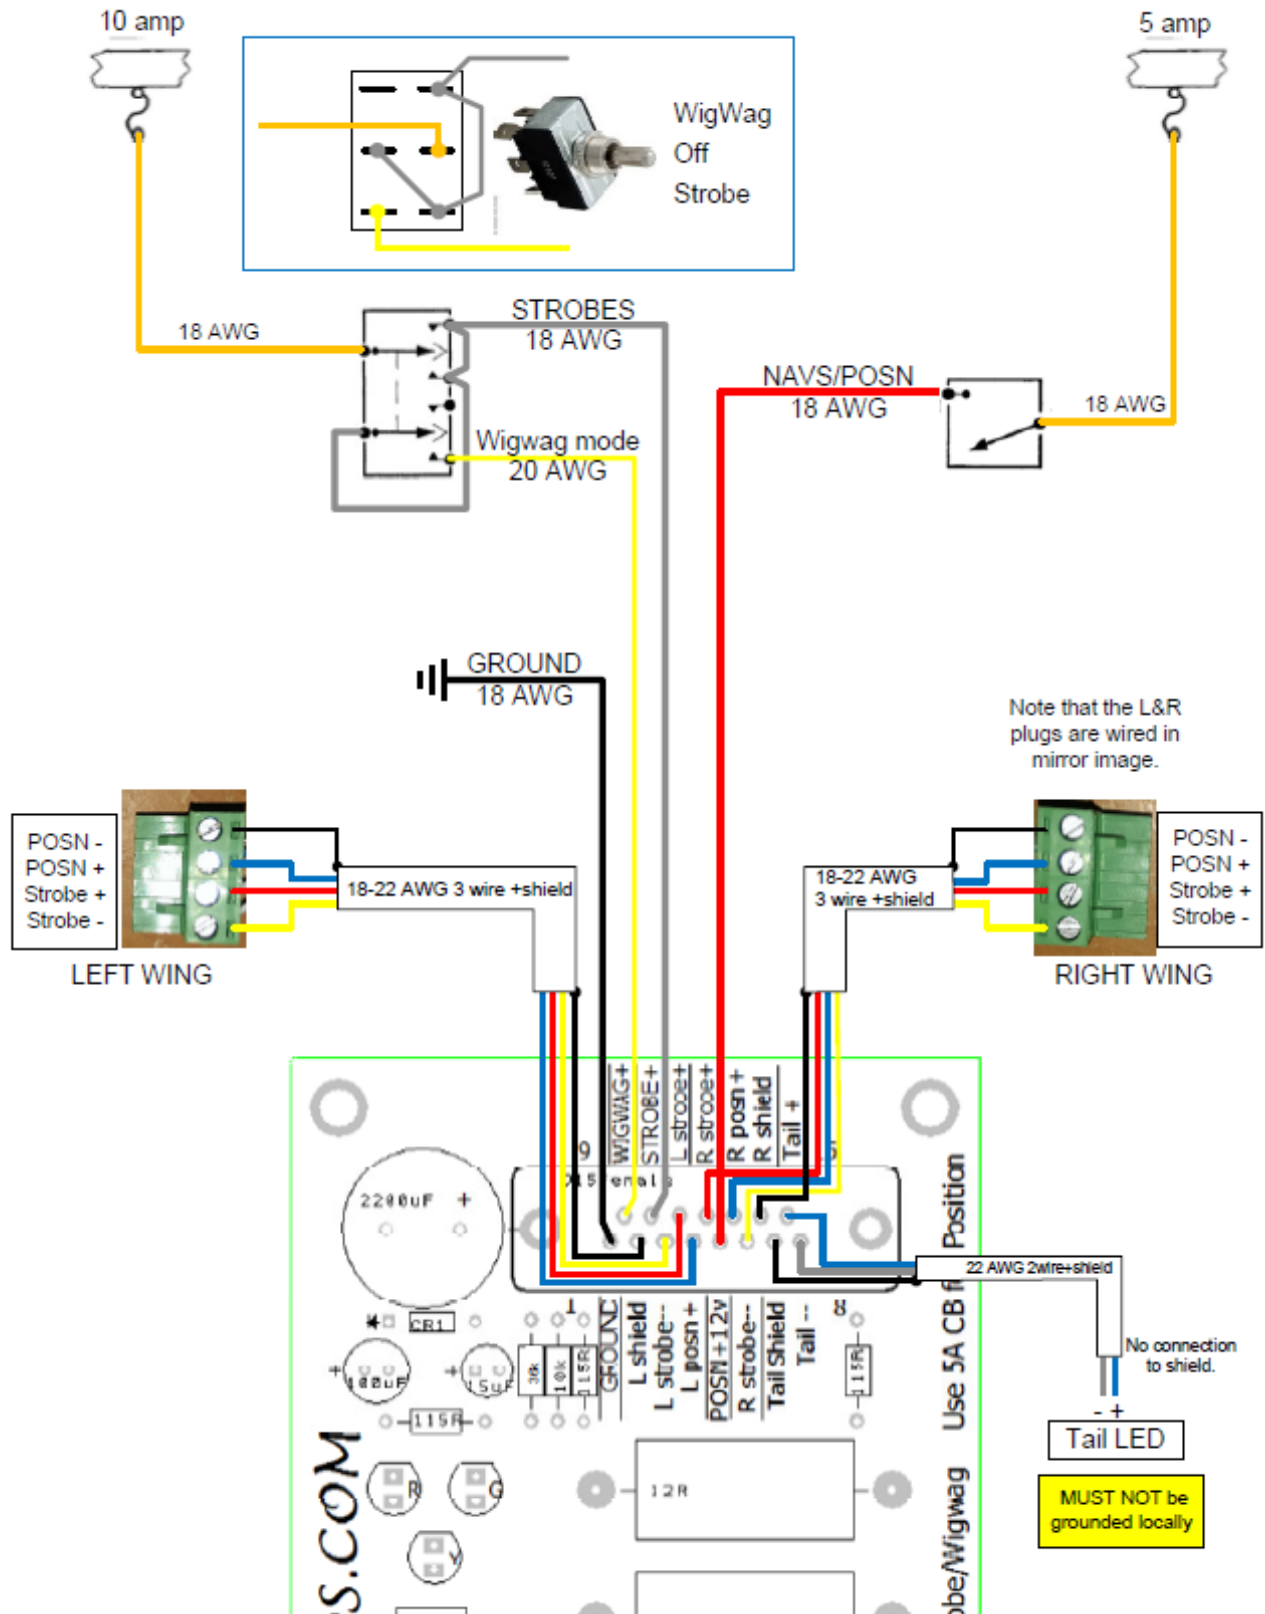 10 amp
5 amp
WigWag
Off
Strobe
STROBES
18 AWG
18 AWG
NAVS/POSN
18 AWG
18 AWG
Wigwag mode
20 AWG
GROUND
18 AWG
Note that the L&R
plugs are wired in
mirror image.
POSN -
POSN +
Strobe +
Strobe -
18-22 AWG 3 wire +shield
18-22 AWG
3 wire +shield
POSN -
POSN +
Strobe +
Strobe -
LEFT WING
RIGHT WING
WIGWAG+
STROBE+
L strobe+
R strobe+
R posn +
R shield
Tail +
9
2200uF +
22 AWG 2wire+shield
1
8
GROUND
L shield
L strobe--
L posn +
POSN+12v
R strobe--
Tail Shield
Tail --
CR1
+
100uF
+
15uF
36k
10k
115R
115R
115R
No connection
to shield.
- +
Tail LED
MUST NOT be
grounded locally
R
G
Y
12R
S.COM
Use 5A CB f
Position
obe/Wigwag